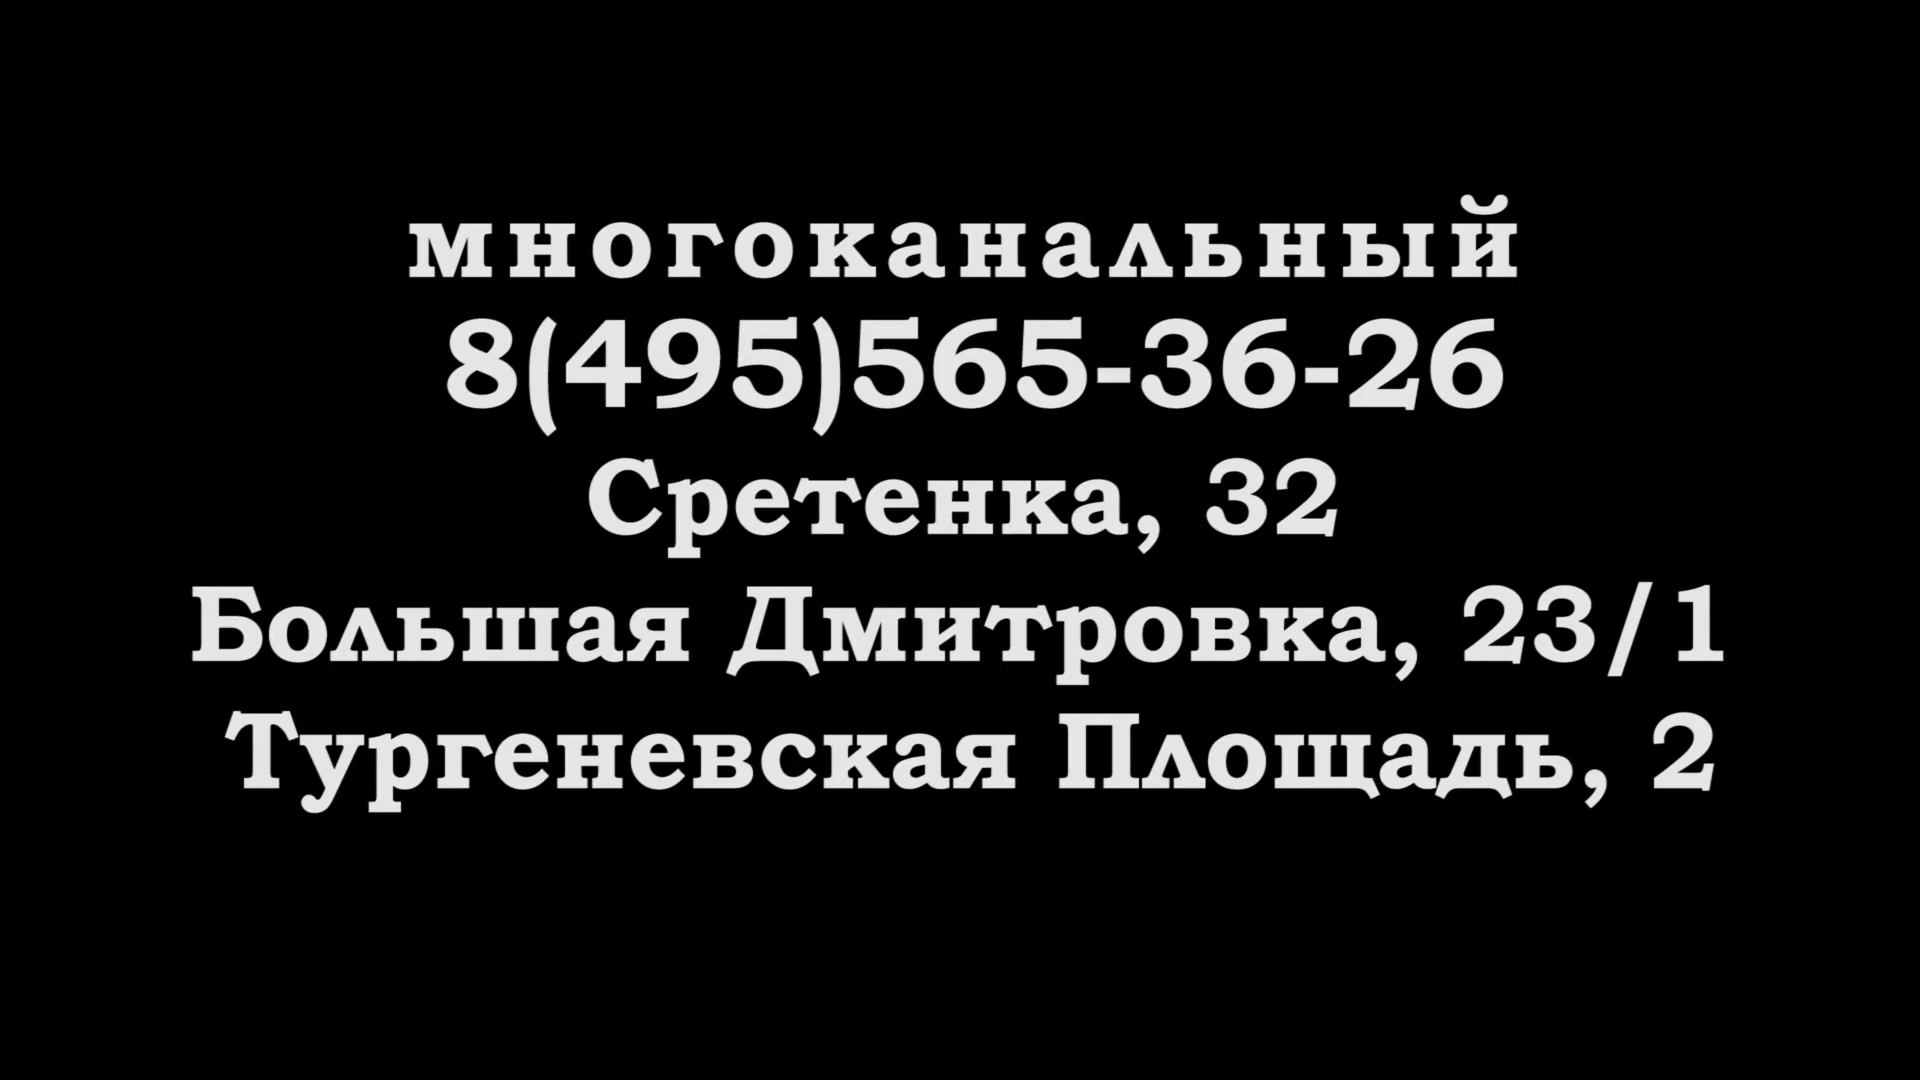 многоканальный
8(495)565-36-26
Сретенка, 32
Большая Дмитровка, 23/1
Тургеневская Площадь, 2